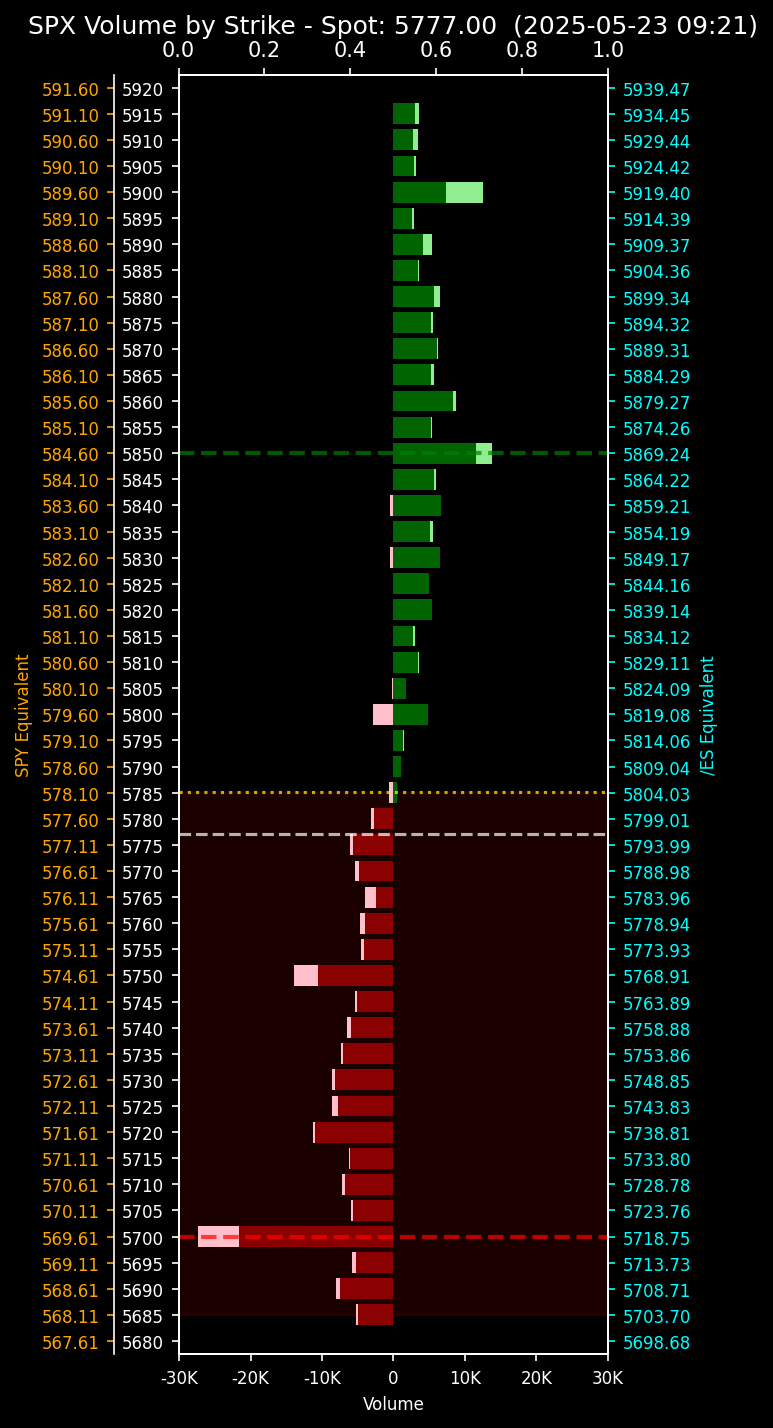 SPX Volume by Strike - Spot: 5777.00 (2025-05-23 09:21)
0.0 0.2 0.4 0.6 0.8 1.0
591.60 5920 5939.47
591.10 5915 5934.45
590.60 5910 5929.44
590.10 5905 5924.42
589.60 5900 5919.40
589.10 5895 5914.39
588.60 5890 5909.37
588.10 5885 5904.36
587.60 5880 5899.34
587.10 5875 5894.32
586.60 5870 5889.31
586.10 5865 5884.29
585.60 5860 5879.27
585.10 5855 5874.26
584.60 5850 5869.24
584.10 5845 5864.22
583.60 5840 5859.21
583.10 5835 5854.19
582.60 5830 5849.17
582.10 5825 5844.16
581.60 5820 5839.14
581.10 5815 5834.12
580.60 5810 5829.11
580.10 5805 5824.09
579.60 5800 5819.08
579.10 5795 5814.06
578.60 5790 5809.04
578.10 5785 5804.03
577.60 5780 5799.01
577.11 5775 5793.99
576.61 5770 5788.98
576.11 5765 5783.96
575.61 5760 5778.94
575.11 5755 5773.93
574.61 5750 5768.91
574.11 5745 5763.89
573.61 5740 5758.88
573.11 5735 5753.86
572.61 5730 5748.85
572.11 5725 5743.83
571.61 5720 5738.81
571.11 5715 5733.80
570.61 5710 5728.78
570.11 5705 5723.76
569.61 5700 5718.75
569.11 5695 5713.73
568.61 5690 5708.71
568.11 5685 5703.70
567.61 5680 5698.68
SPY Equivalent
/ES Equivalent
-30K -20K -10K 0 10K 20K 30K
Volume